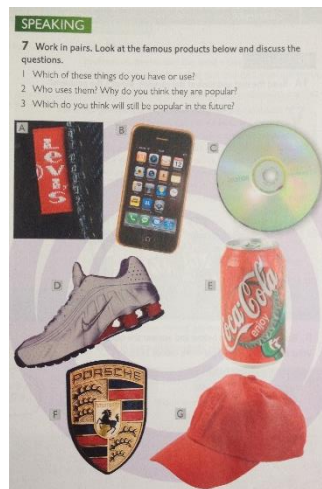 SPEAKING
7 Work in pairs. Look at the famous products below and discuss the
questions.
1 Which of these things do you have or use?
2 Who uses them? Why do you think they are popular?
3 Which do you think will still be popular in the future?
A
LEVI'S
B
C
D
E
Coca-Cola
enjoy
F
PORSCHE
G